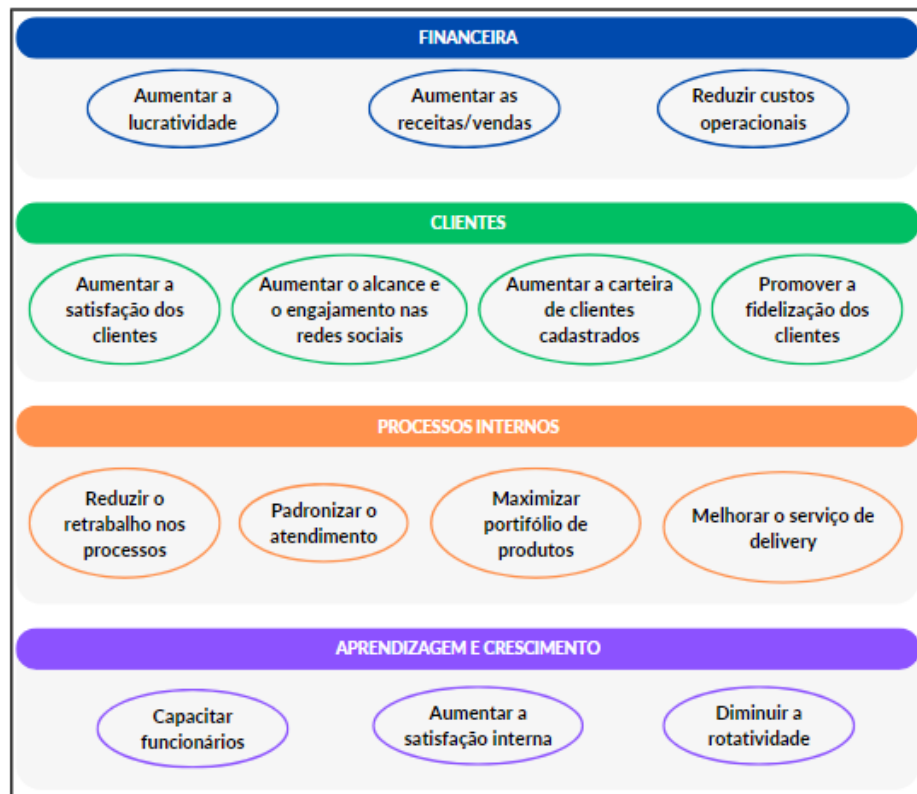 FINANCEIRA
Aumentar a
lucratividade
Aumentar as
receitas/vendas
Reduzir custos
operacionais
CLIENTES
Aumentar a
satisfação dos
clientes
Aumentar o alcance e
o engajamento nas
redes sociais
Aumentar a carteira
de clientes
cadastrados
Promover a
fidelização dos
clientes
PROCESSOS INTERNOS
Reduzir o
retrabalho nos
processos
Padronizar o
atendimento
Maximizar
portifólio de
produtos
Melhorar o serviço de
delivery
APRENDIZAGEM E CRESCIMENTO
Capacitar
funcionários
Aumentar a
satisfação interna
Diminuir a
rotatividade